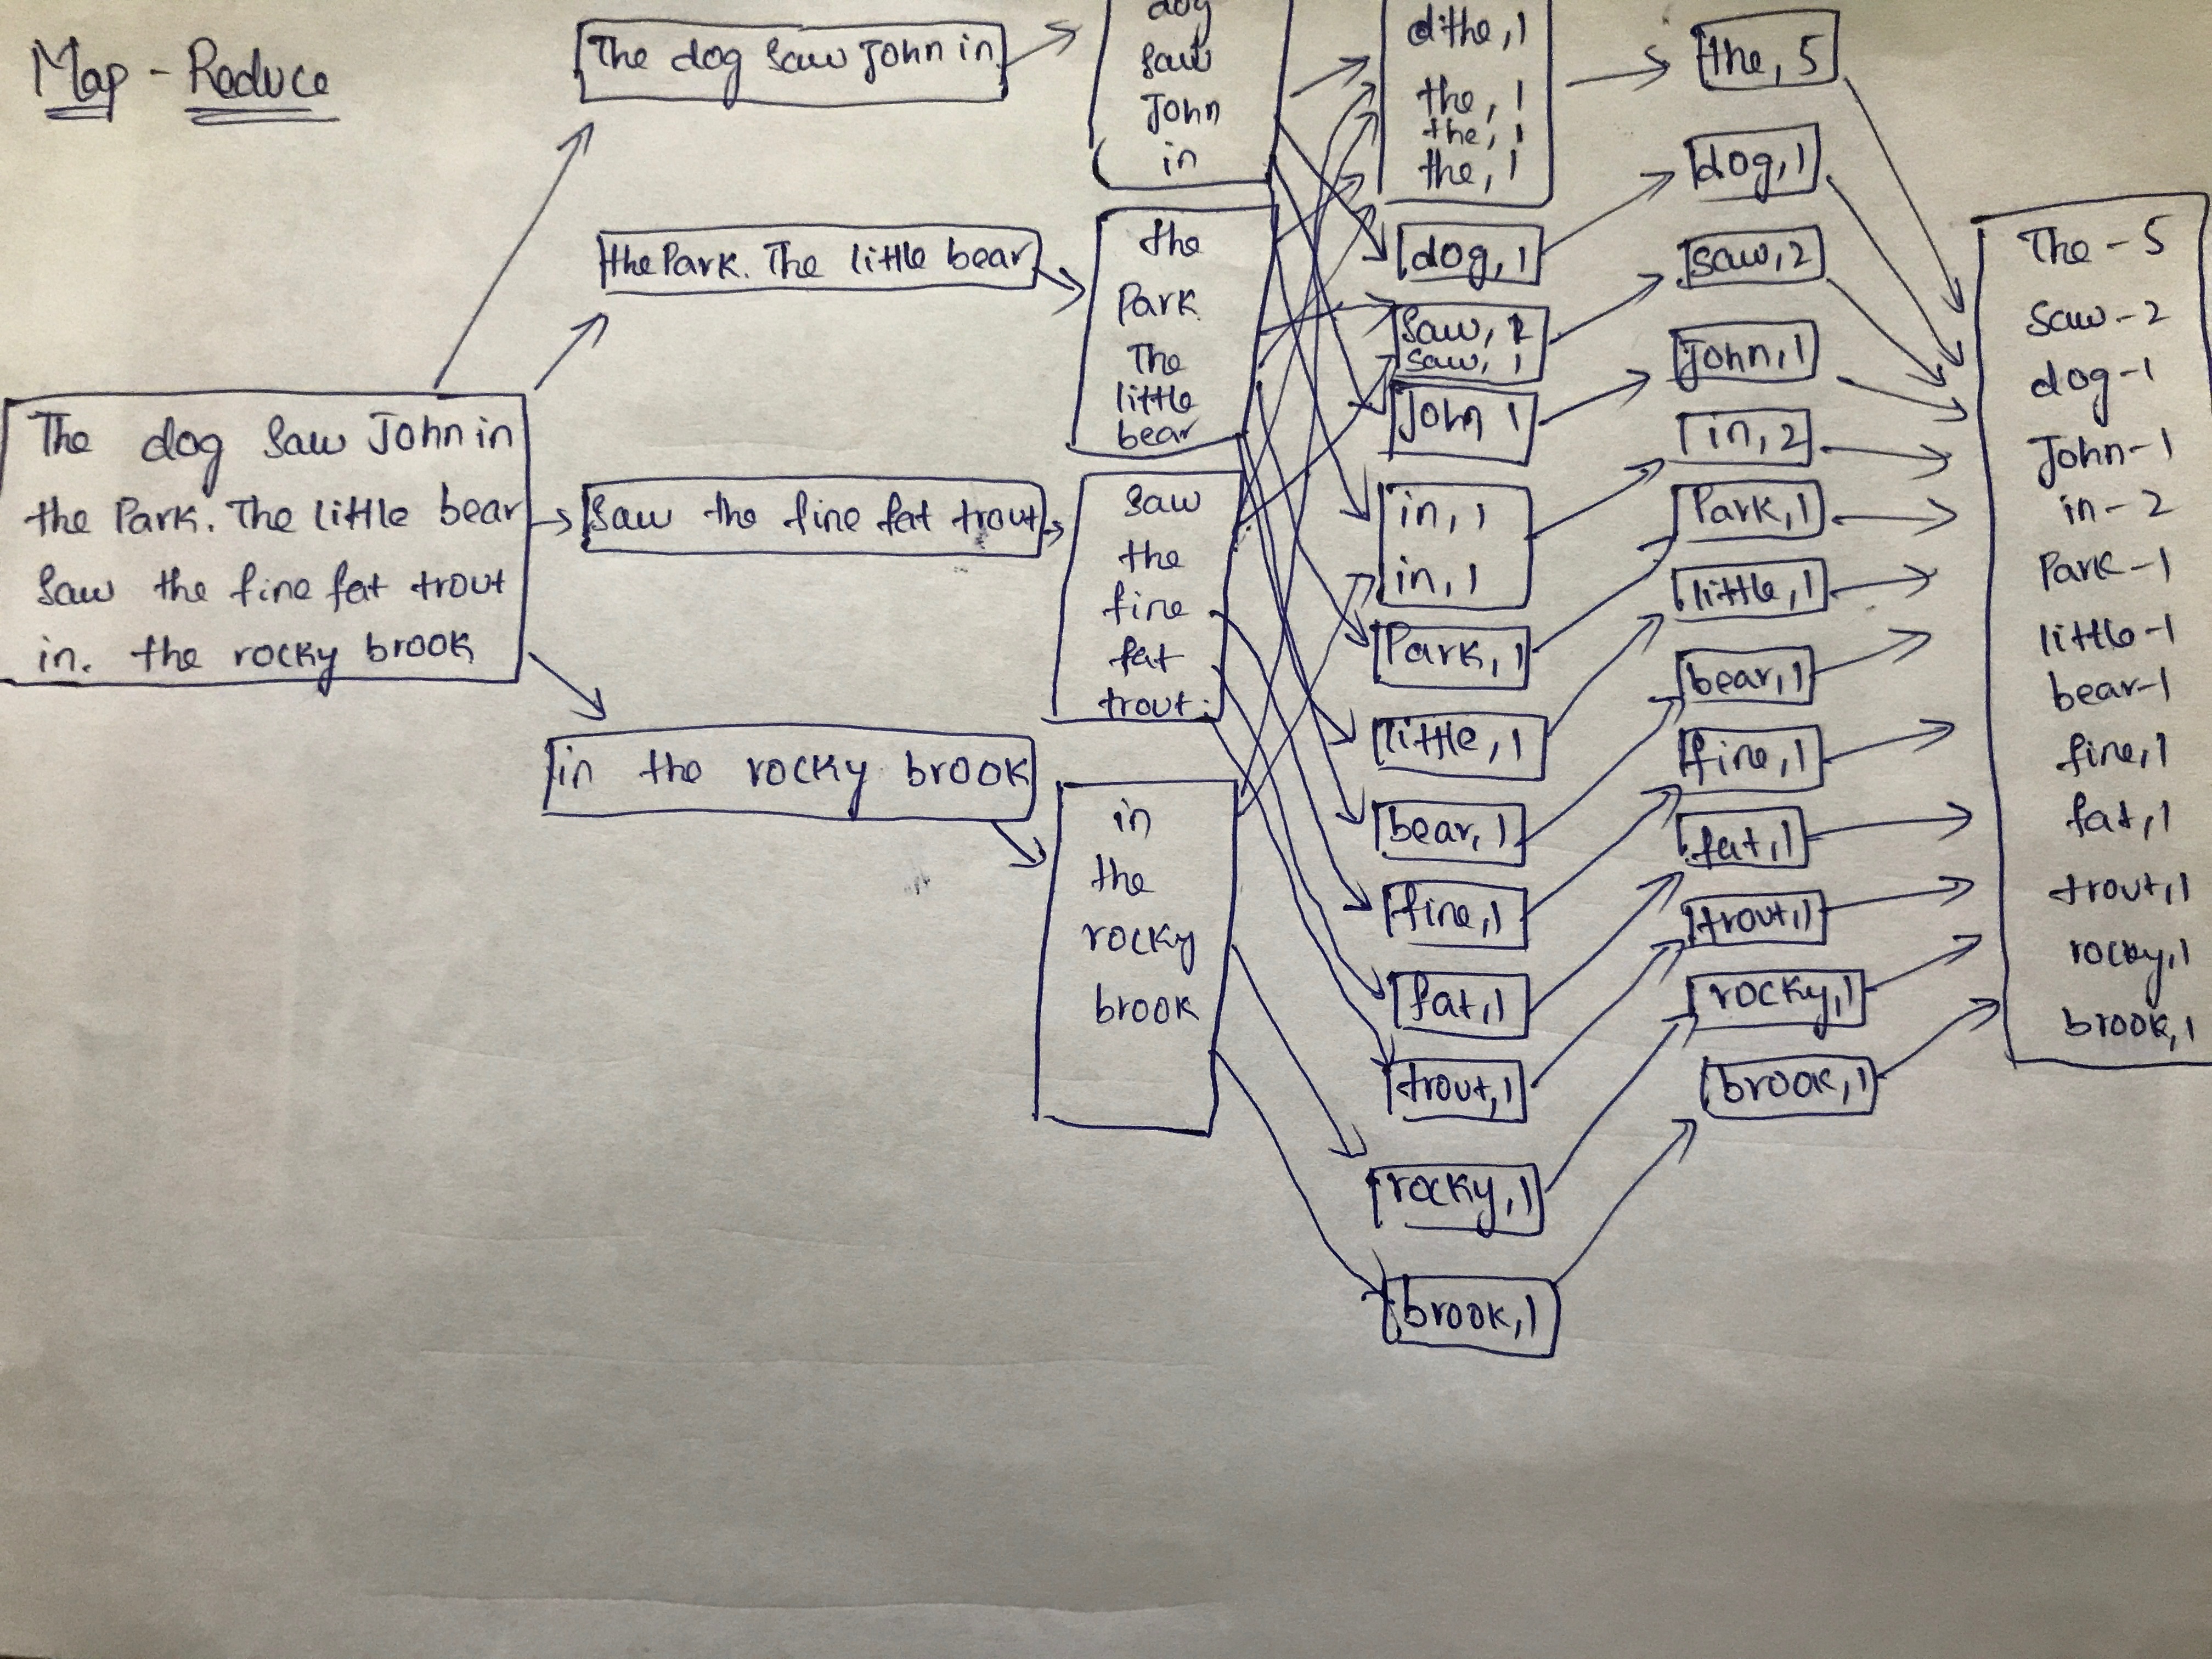 Map - Reduce
The dog saw John in
the Park. The little bear
saw the fine fat trout
in. the rocky brook
The dog saw John in
the Park. The little bear
saw the fine fat trout
in the rocky brook
dog
saw
John
in
the
Park
The
little
bear
saw
the
fine
fat
trout.
in
the
rocky
brook
the, 1
the, 1
the, 1
the, 1
dog, 1
saw, 1
John 1
in, 1
in, 1
Park, 1
little, 1
bear, 1
fine, 1
fat, 1
trout, 1
rocky, 1
brook, 1
the, 5
dog, 1
saw, 2
John, 1
in, 2
Park, 1
little, 1
bear, 1
fine, 1
fat, 1
trout, 1
rocky, 1
brook, 1
The - 5
Saw - 2
dog - 1
John - 1
in - 2
Park - 1
little - 1
bear - 1
fine, 1
fat, 1
trout, 1
rocky, 1
brook, 1